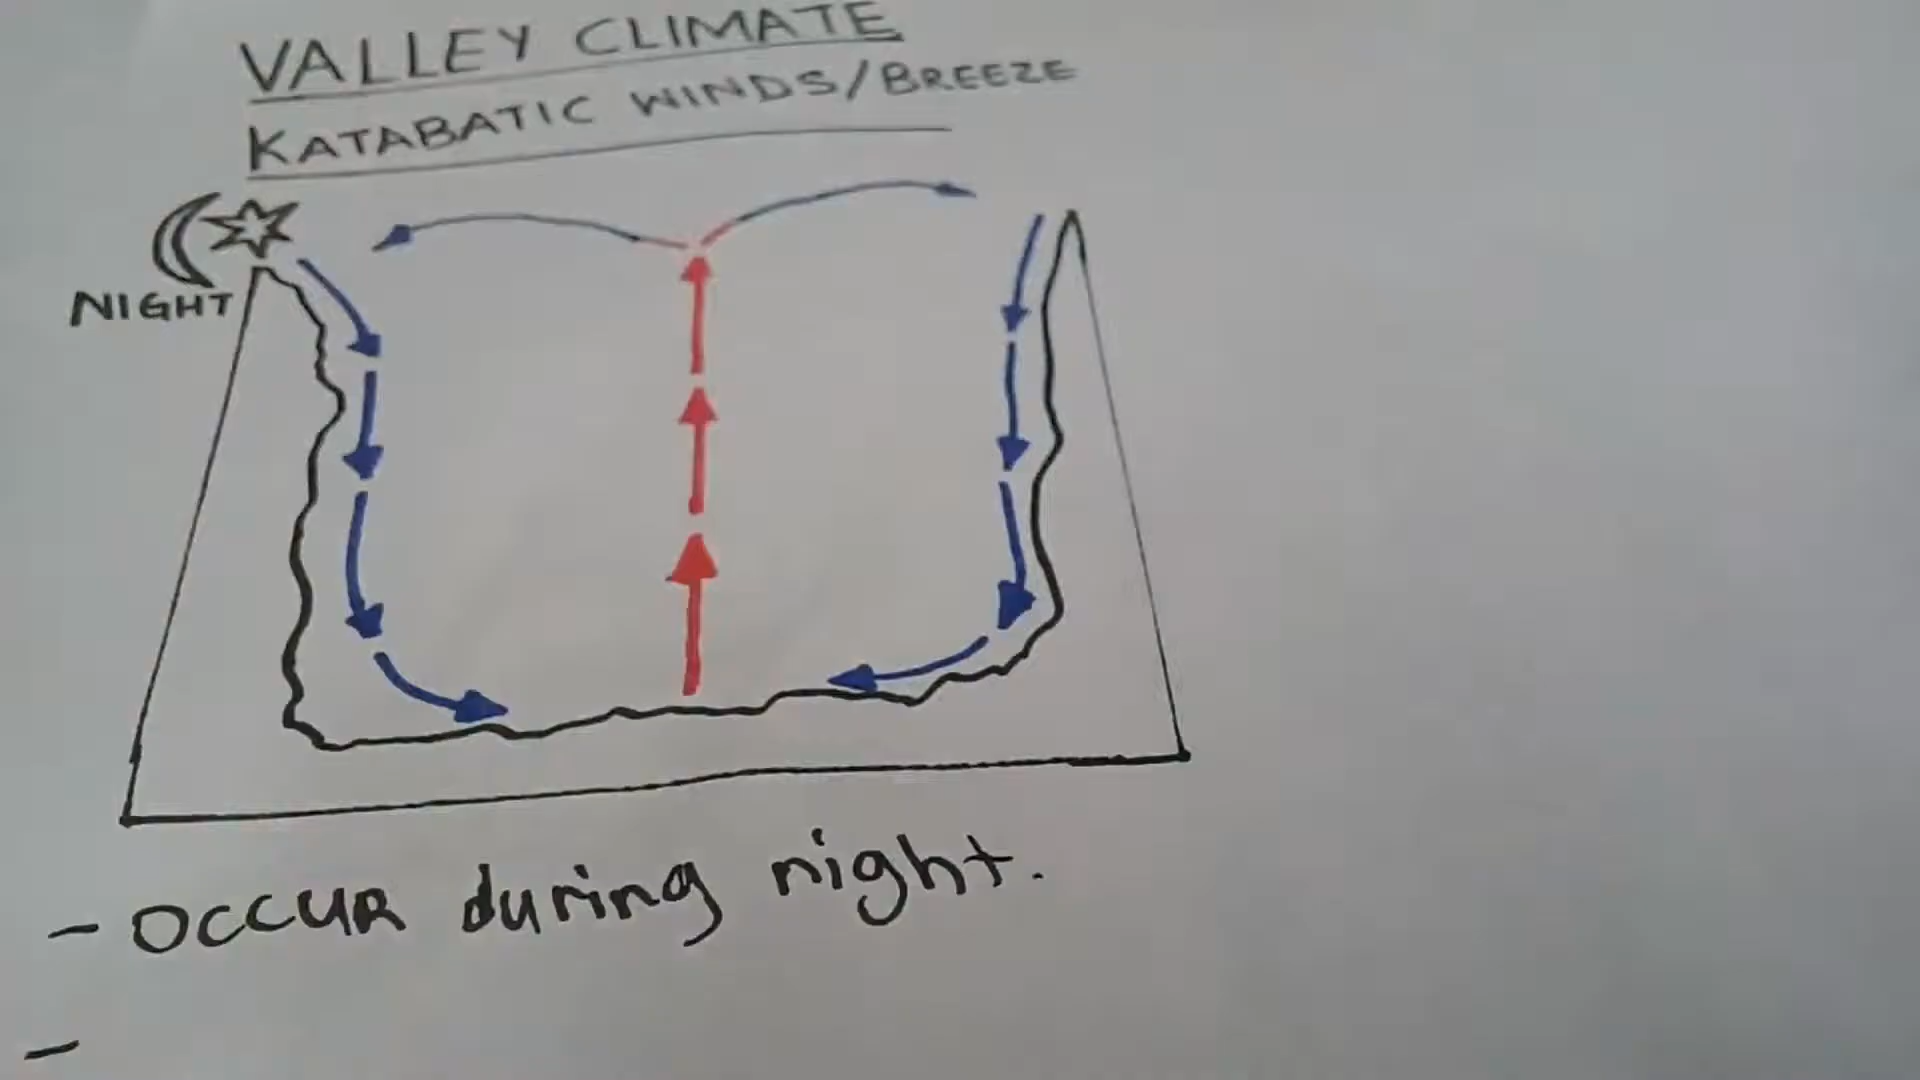 VALLEY CLIMATE
KATABATIC WINDS/BREEZE
NIGHT
- OCCUR during night.
-